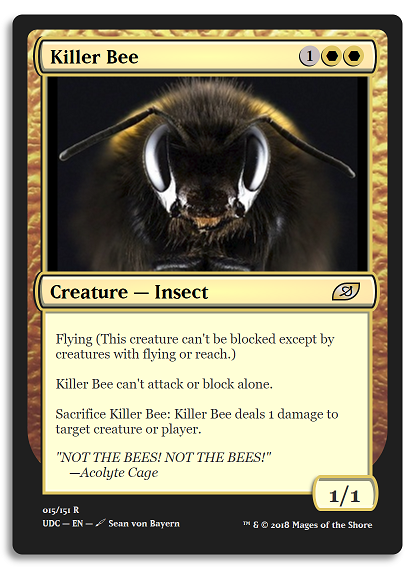 Killer Bee 1
Creature — Insect
Flying (This creature can't be blocked except by
creatures with flying or reach.)
Killer Bee can't attack or block alone.
Sacrifice Killer Bee: Killer Bee deals 1 damage to
target creature or player.
"NOT THE BEES! NOT THE BEES!"
—Acolyte Cage
1/1
015/151 R
UDC — EN — Sean von Bayern ™ & © 2018 Mages of the Shore